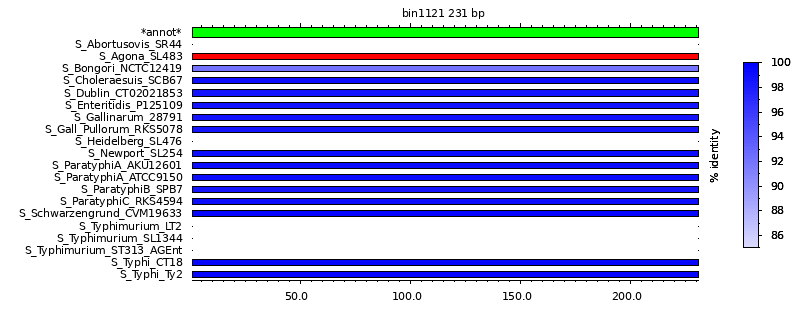 bin1121 231 bp
*annot*
S_Abortusovis_SR44
S_Agona_SL483
S_Bongori_NCTC12419
S_Choleraesuis_SCB67
S_Dublin_CT02021853
S_Enteritidis_P125109
S_Gallinarum_28791
S_Gall_Pullorum_RKS5078
S_Heidelberg_SL476
S_Newport_SL254
S_ParatyphiA_AKU12601
S_ParatyphiA_ATCC9150
S_ParatyphiB_SPB7
S_ParatyphiC_RKS4594
S_Schwarzengrund_CVM19633
S_Typhimurium_LT2
S_Typhimurium_SL1344
S_Typhimurium_ST313_AGEnt
S_Typhi_CT18
S_Typhi_Ty2
50.0 100.0 150.0 200.0
100
98
96
94
92
90
88
86
% identity